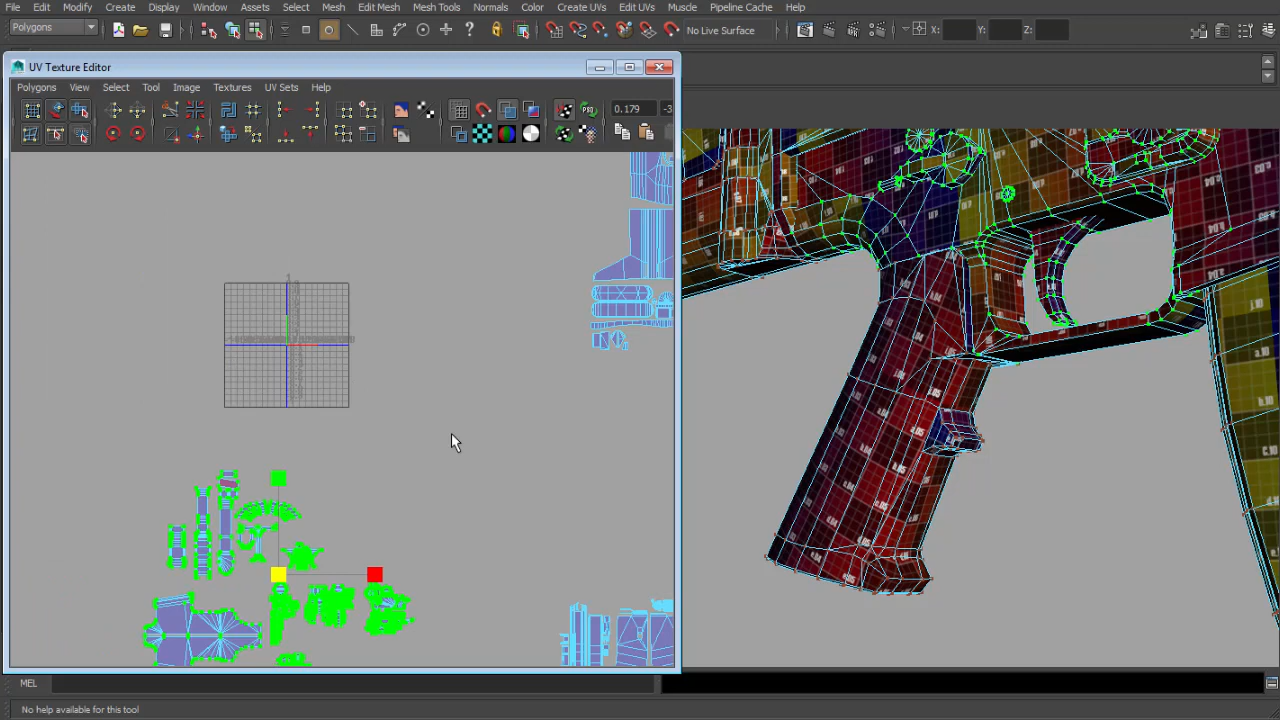 File Edit Modify Create Display Window Assets Select Mesh Edit Mesh Mesh Tools Normals Color Create UVs Edit UVs Muscle Pipeline Cache Help
Polygons
No Live Surface
X:
Y:
Z:
UV Texture Editor
Polygons View Select Tool Image Textures UV Sets Help
0.179
-3
MEL
No help available for this tool